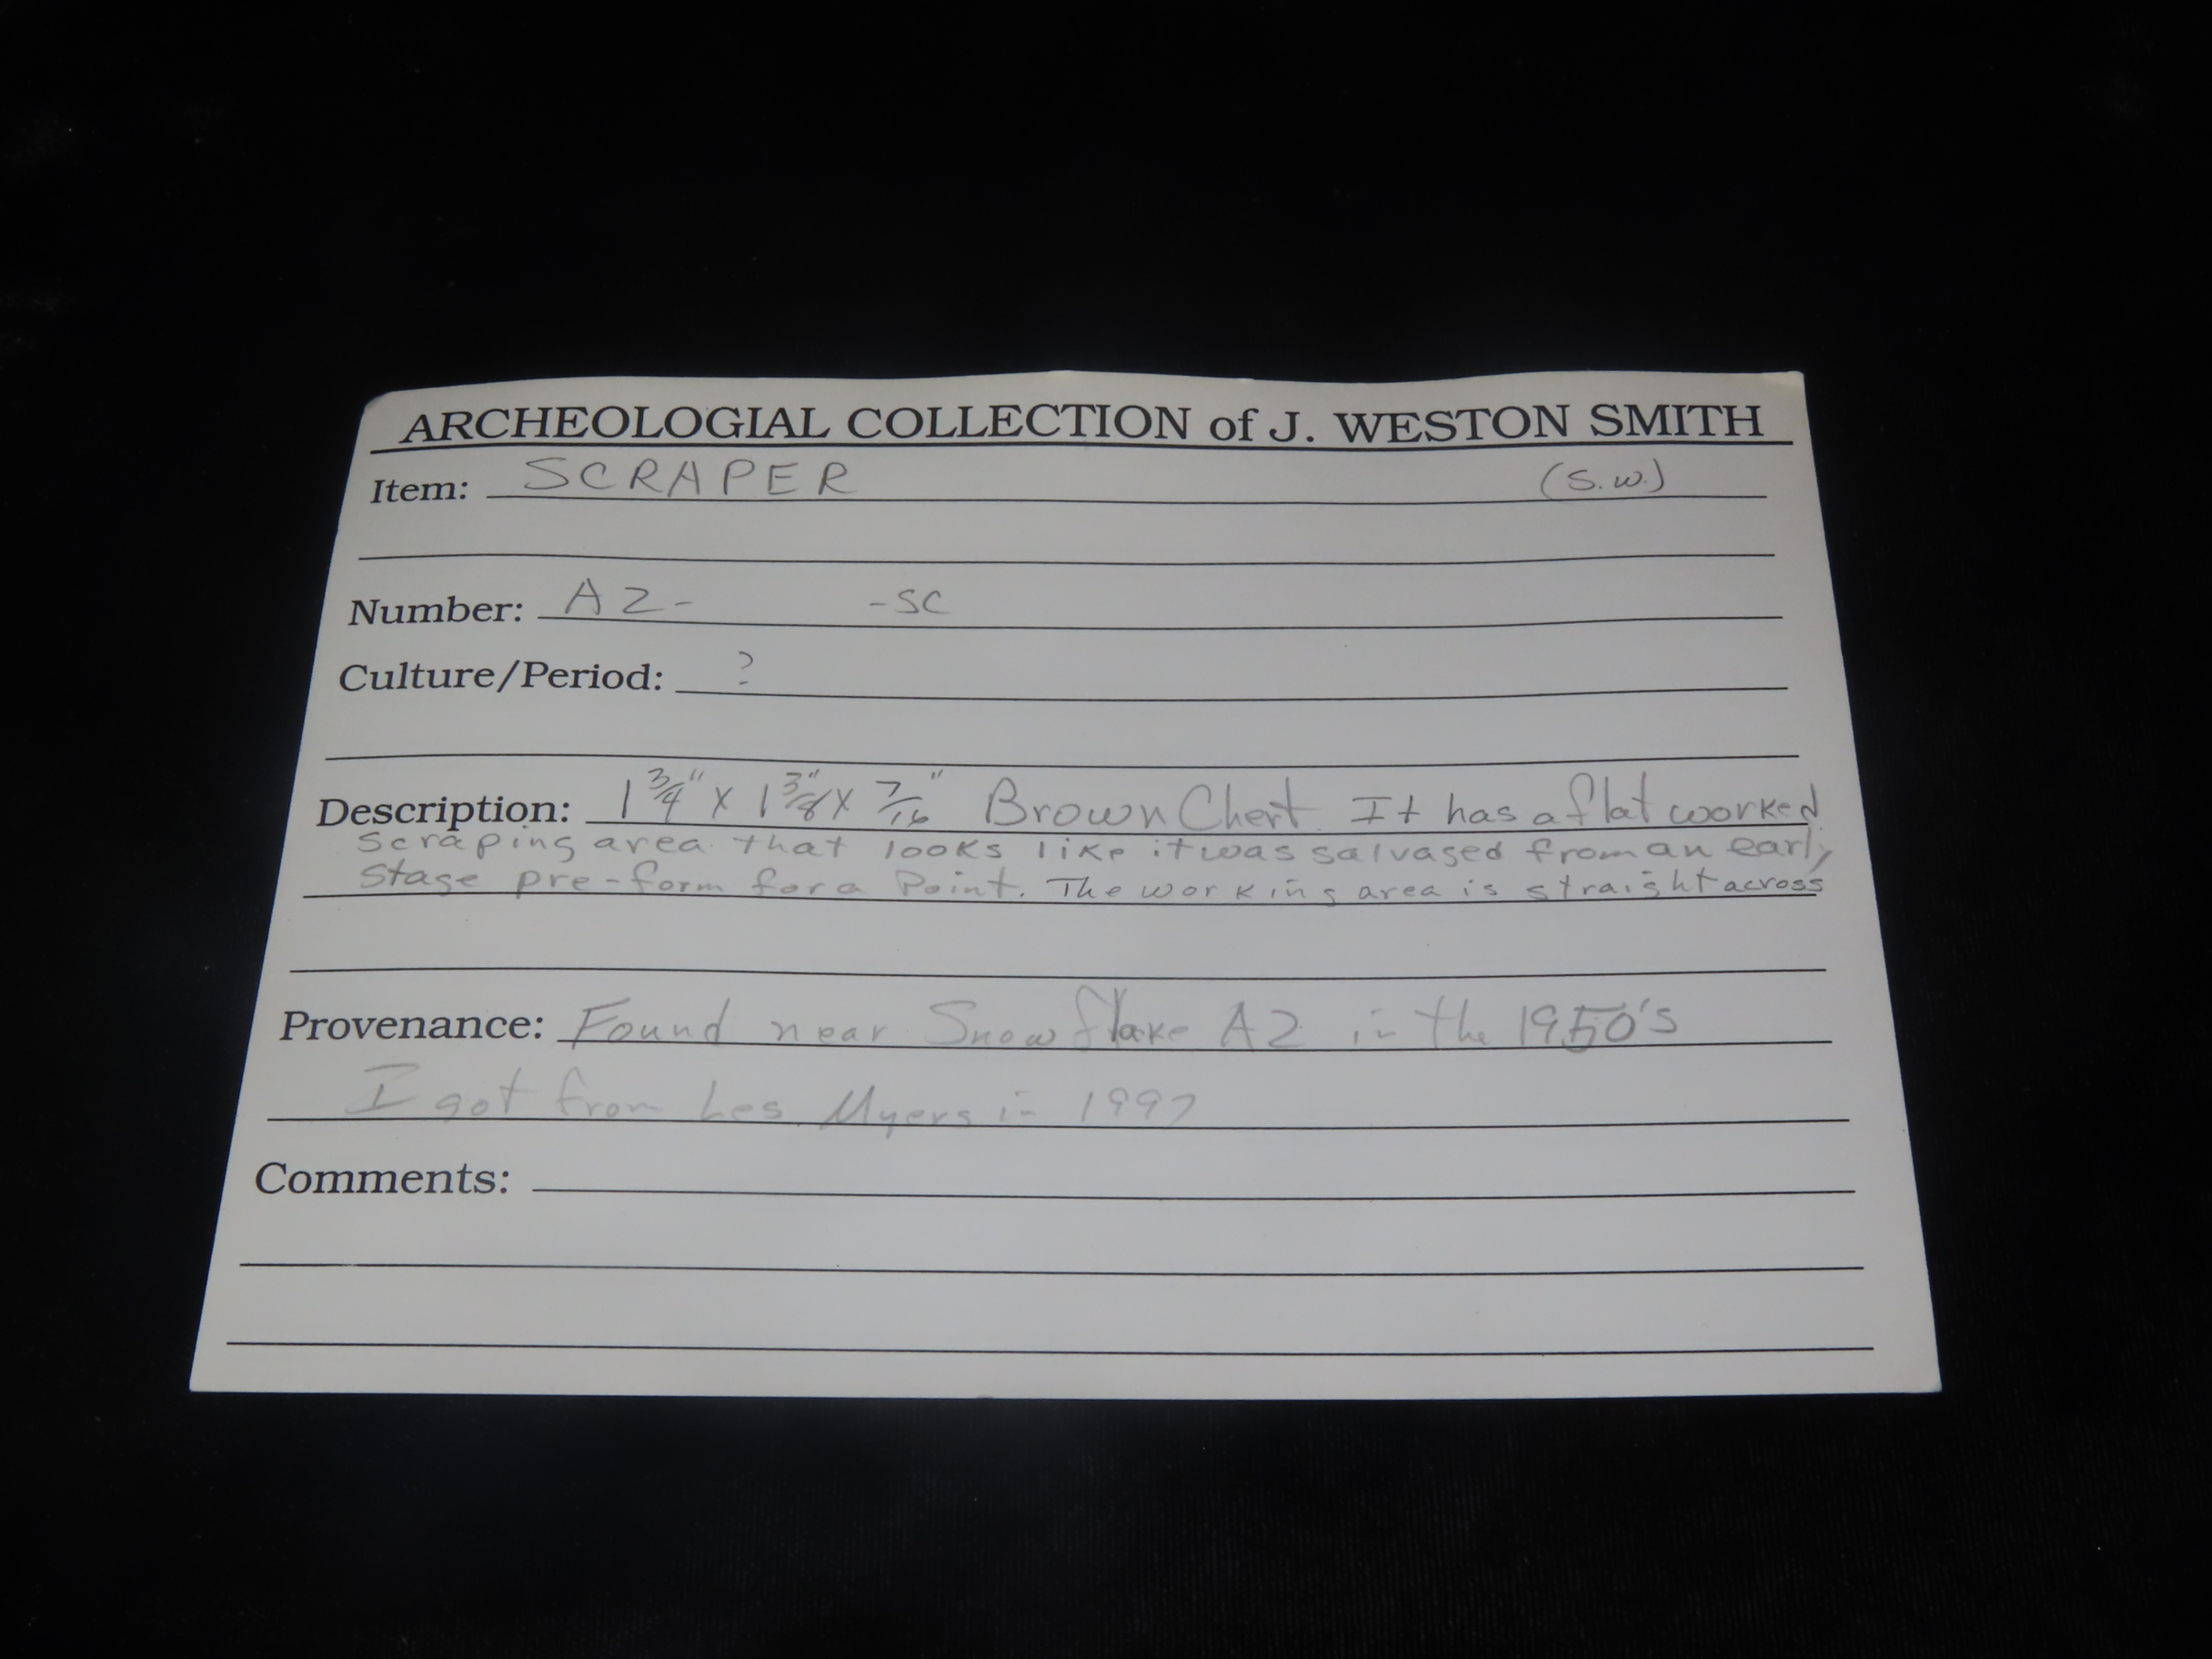 ARCHEOLOGIAL COLLECTION of J. WESTON SMITH
Item: SCRAPER (S.W.)
Number: AZ- -SC
Culture/Period: ?
Description: 1 3/4" x 1 3/8" x 7/16" Brown Chert. It has a flat worked
scraping area that looks like it was salvaged from an early
stage pre-form for a Point. The working area is straight across
Provenance: Found near Snowflake AZ in the 1950's
I got from Les Myers in 1997
Comments: